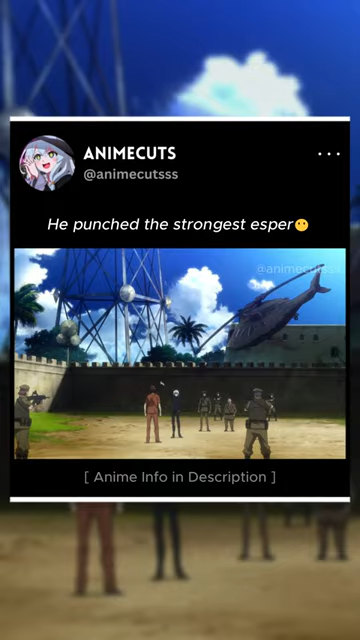 ANIMECUTS
@animecutsss
He punched the strongest esper😶
@animecutsss
[ Anime Info in Description ]